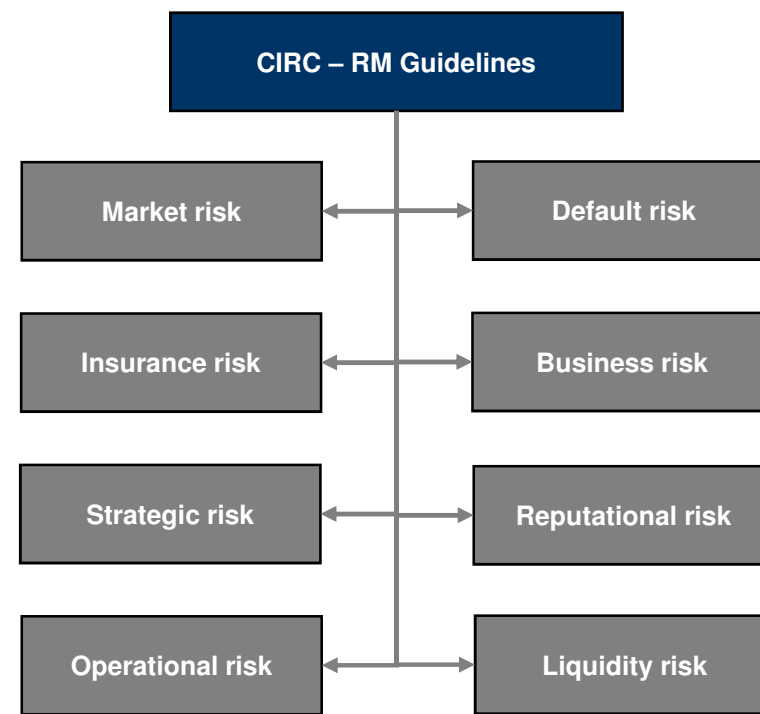 CIRC – RM Guidelines
Market risk
Default risk
Insurance risk
Business risk
Strategic risk
Reputational risk
Operational risk
Liquidity risk